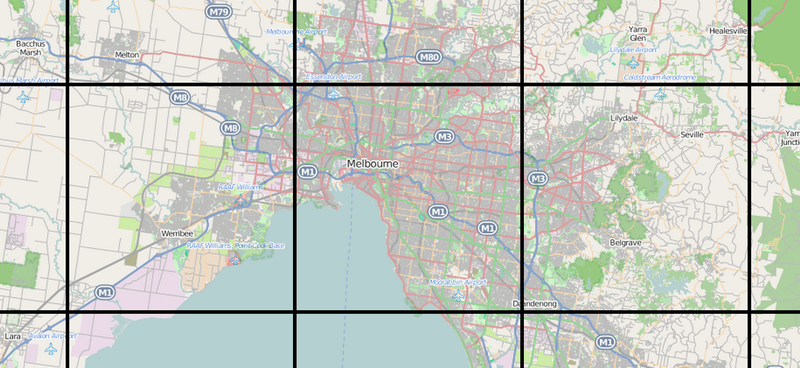 M79
Yarra
Glen
Healesville
Melbourne Airport
Bacchus
Marsh
Melton
M80
Lilydale Airport
Essendon Airport
Coldstream Aerodrome
M8
M8
Lilydale
M3
Seville
Melbourne
M1
M3
RAAF Williams
M1
M1
Werribee
RAAF Williams, Point Cook Base
Belgrave
Moorabbin Airport
M1
Dandenong
Lara
Avalon Airport
M1